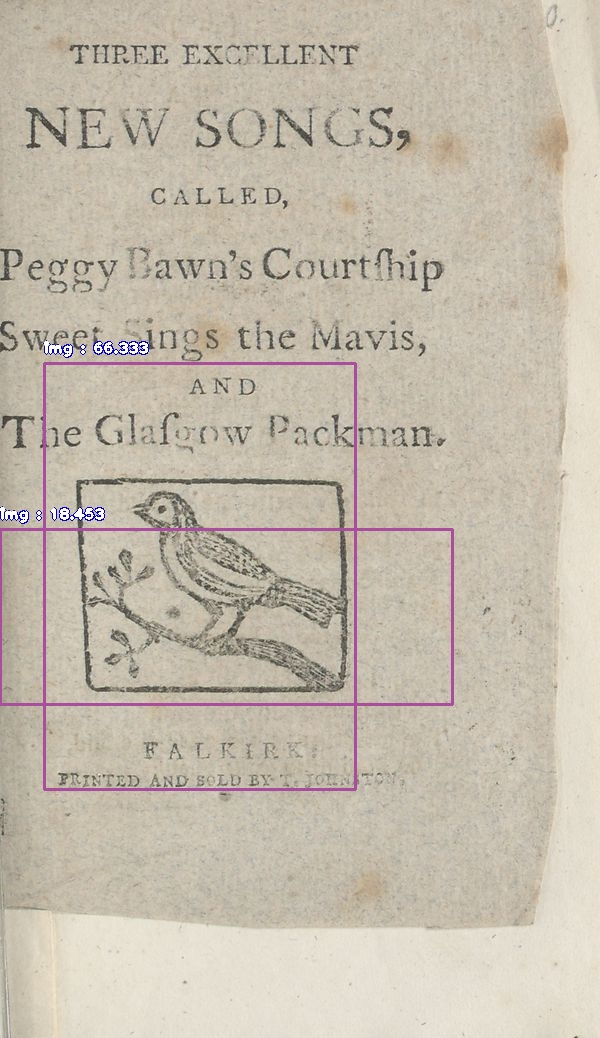 0.
THREE EXCELLENT
NEW SONGS,
CALLED,
Peggy Bawn's Courtſhip
Sweet Sings the Mavis,
Img : 66.333
AND
The Glaſgow Packman.
Img : 18.453
FALKIRK:
PRINTED AND SOLD BY T. JOHNSTON.